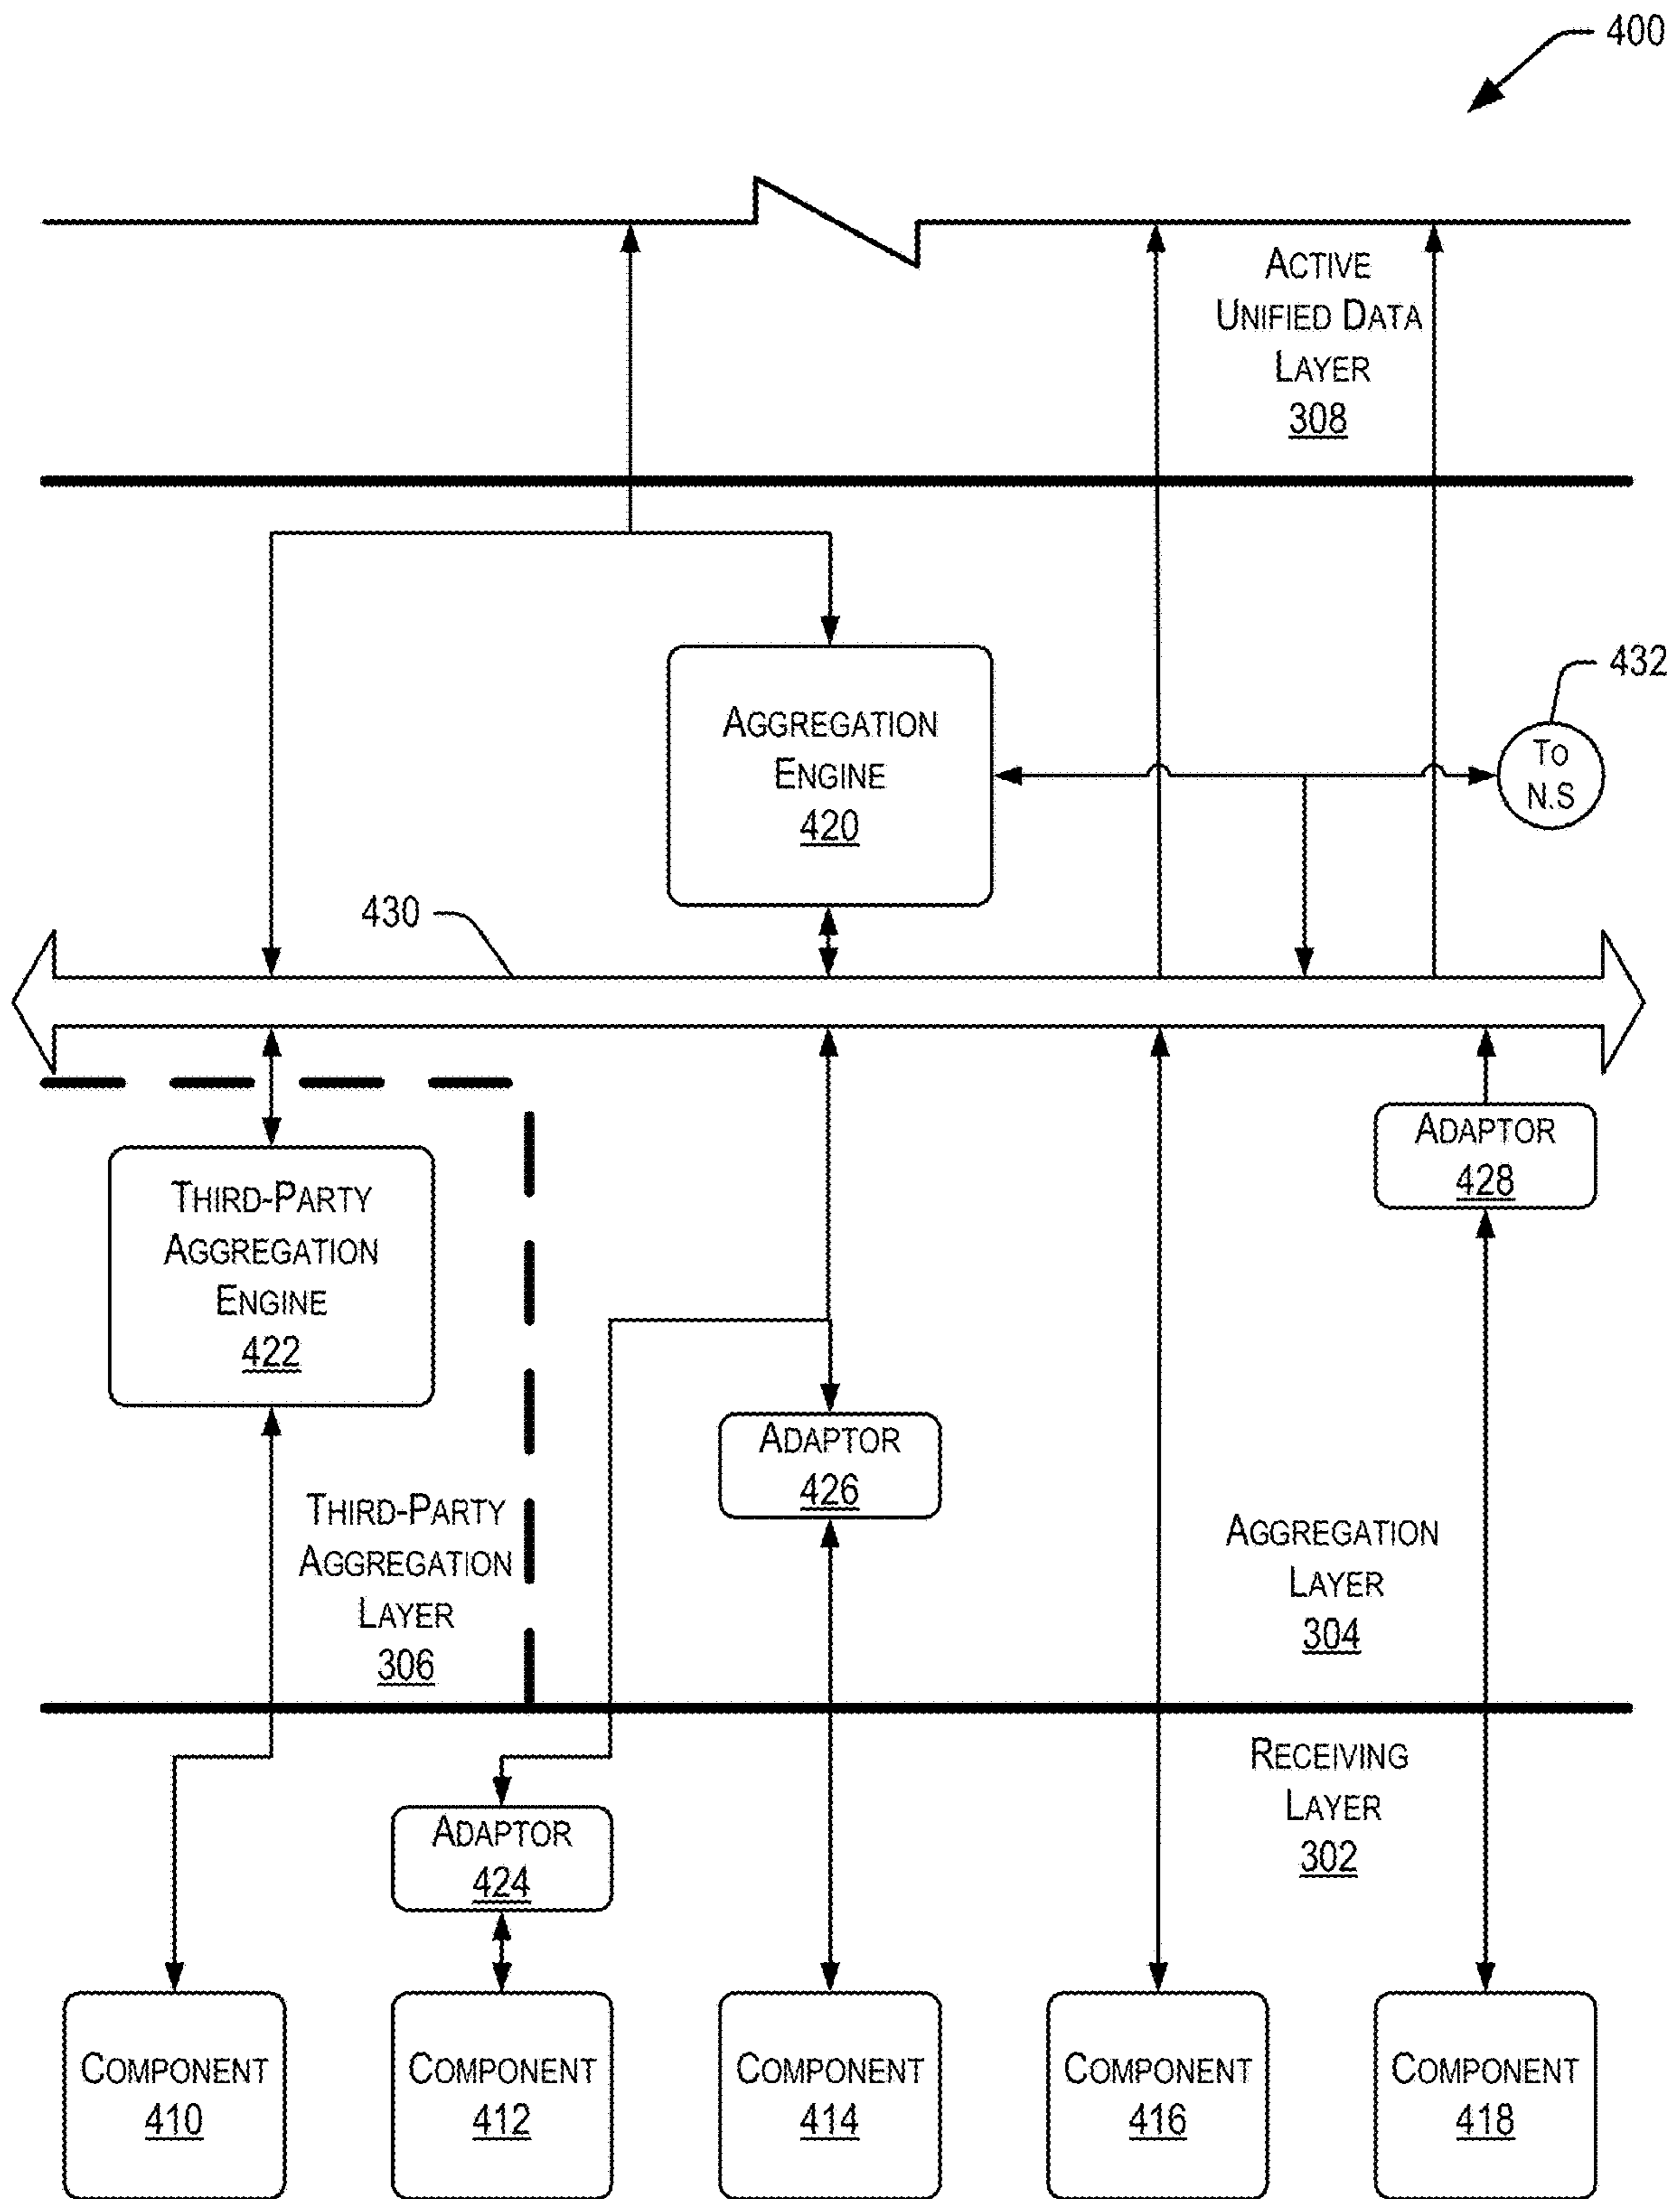 400
ACTIVE
UNIFIED DATA
LAYER
308
432
AGGREGATION
ENGINE
420
TO
N.S
430
ADAPTOR
428
THIRD-PARTY
AGGREGATION
ENGINE
422
ADAPTOR
426
THIRD-PARTY
AGGREGATION
LAYER
306
AGGREGATION
LAYER
304
RECEIVING
LAYER
302
ADAPTOR
424
COMPONENT
410
COMPONENT
412
COMPONENT
414
COMPONENT
416
COMPONENT
418